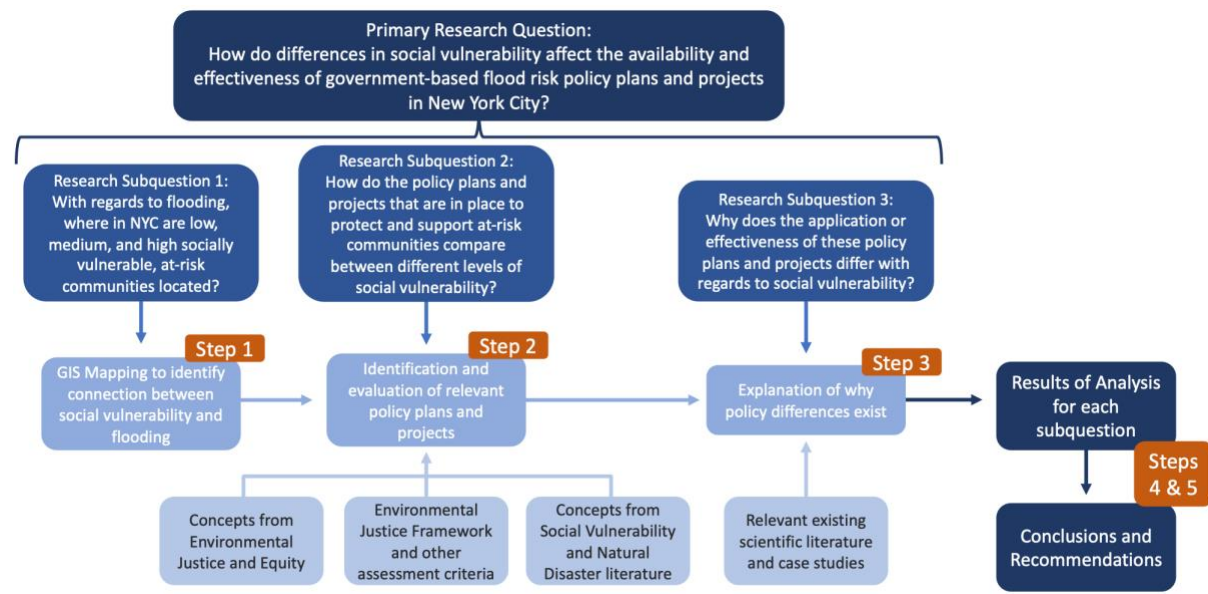 Primary Research Question:
How do differences in social vulnerability affect the availability and
effectiveness of government-based flood risk policy plans and projects
in New York City?
Research Subquestion 1:
With regards to flooding,
where in NYC are low,
medium, and high socially
vulnerable, at-risk
communities located?
Research Subquestion 2:
How do the policy plans and
projects that are in place to
protect and support at-risk
communities compare
between different levels of
social vulnerability?
Research Subquestion 3:
Why does the application or
effectiveness of these policy
plans and projects differ with
regards to social vulnerability?
Step 1
GIS Mapping to identify
connection between
social vulnerability and
flooding
Step 2
Identification and
evaluation of relevant
policy plans and
projects
Step 3
Explanation of why
policy differences exist
Results of Analysis
for each
subquestion
Steps
4 & 5
Conclusions and
Recommendations
Concepts from
Environmental
Justice and Equity
Environmental
Justice Framework
and other
assessment criteria
Concepts from
Social Vulnerability
and Natural
Disaster literature
Relevant existing
scientific literature
and case studies